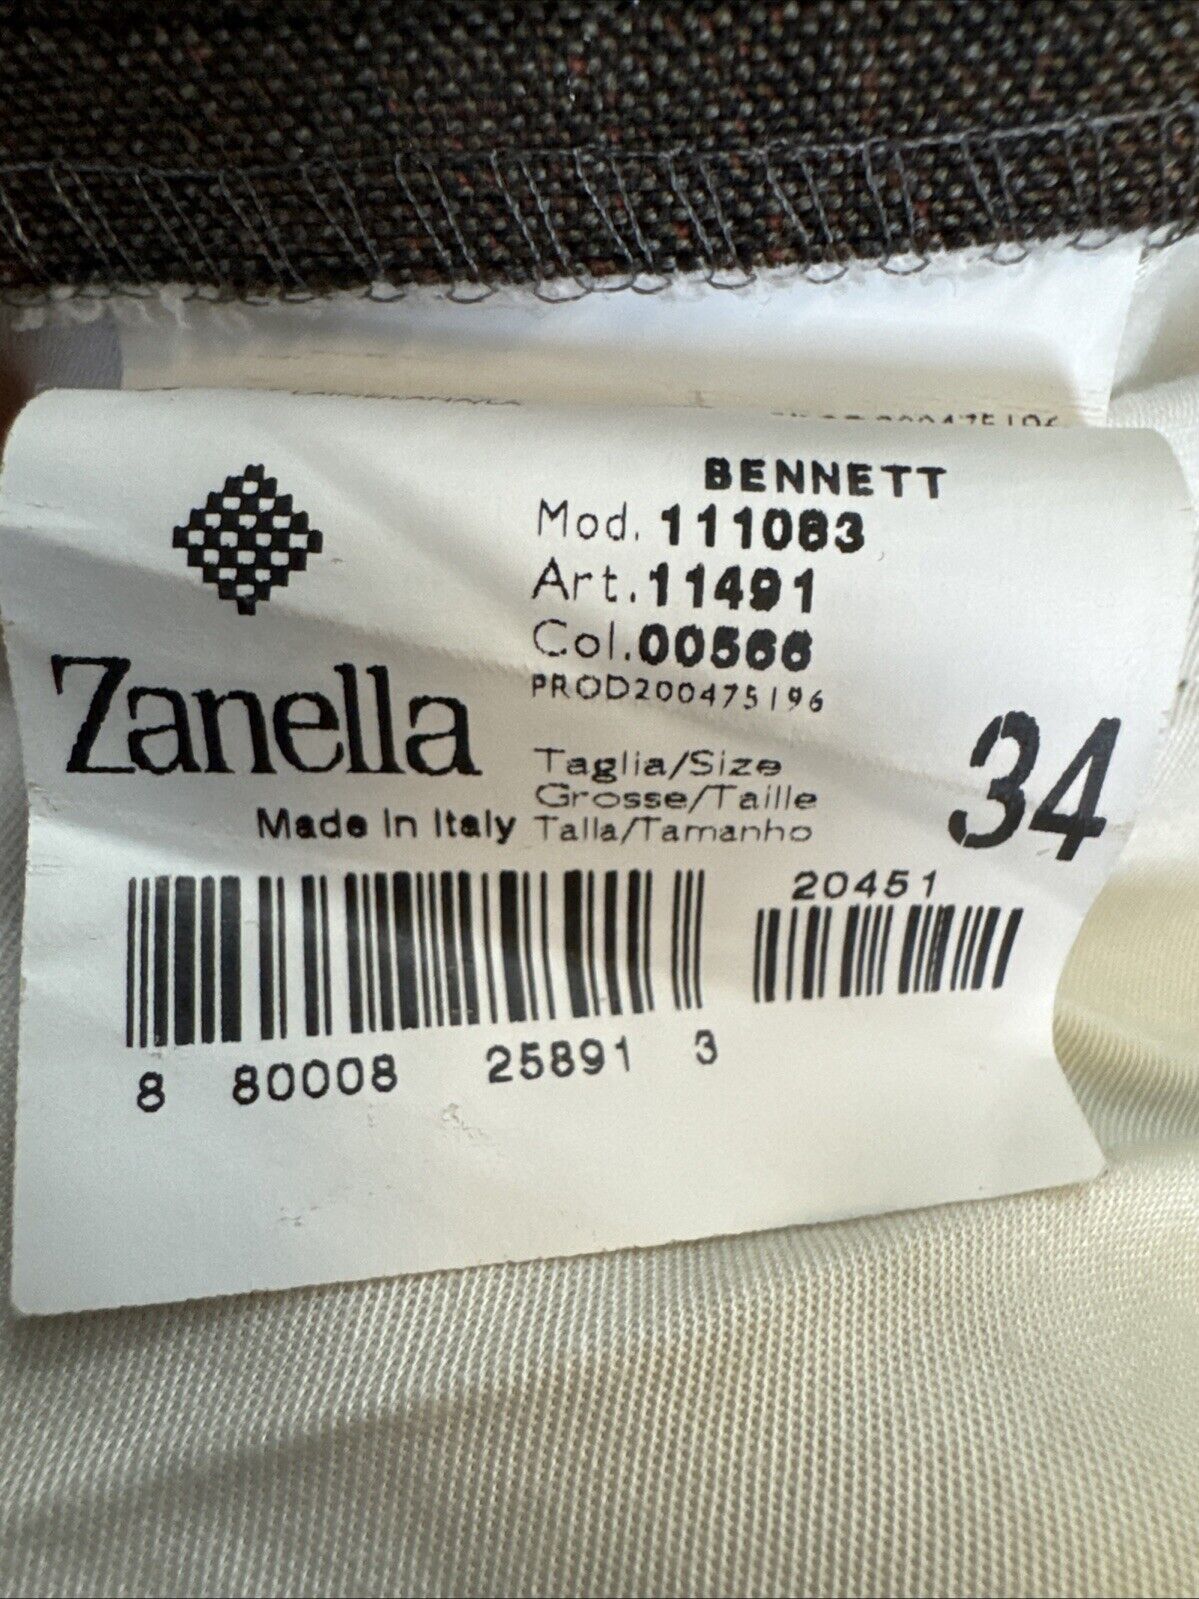 BENNETT
Mod. 111083
Art. 11491
Col. 00566
PROD200475196
Zanella
Made in Italy
Taglia/Size
Grosse/Taille
Talla/Tamanho
34
20451
8 80008 25891 3